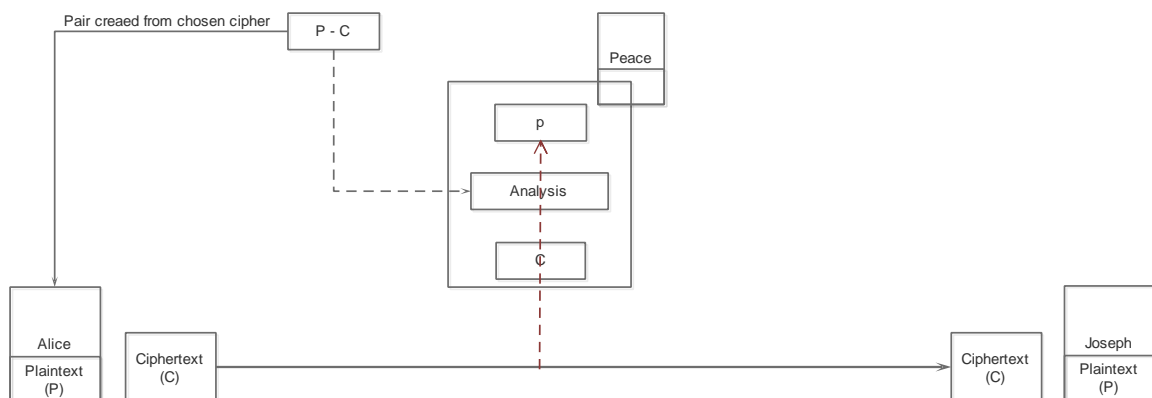 Pair creaed from chosen cipher
P - C
Peace
p
Analysis
C
Alice
Plaintext
(P)
Ciphertext
(C)
Ciphertext
(C)
Joseph
Plaintext
(P)